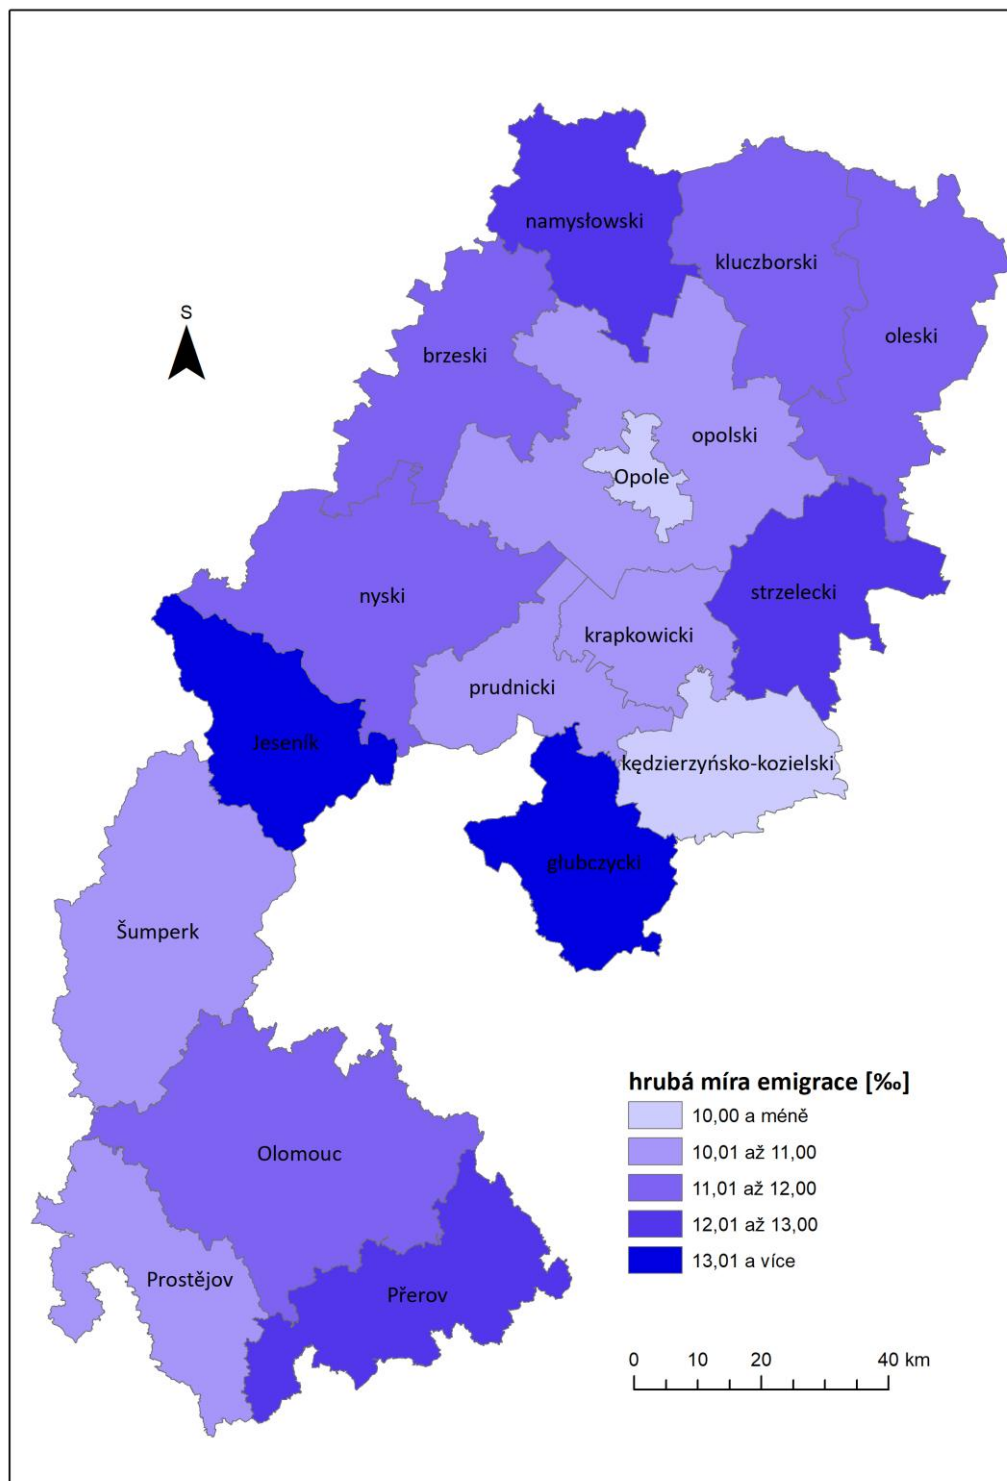 namysłowski
kluczborski
S
oleski
brzeski
opolski
Opole
nyski
strzelecki
krapkowicki
prudnicki
Jeseník
kędzierzyńsko-kozielski
głubczycki
Šumperk
hrubá míra emigrace [‰]
10,00 a méně
10,01 až 11,00
11,01 až 12,00
12,01 až 13,00
13,01 a více
Olomouc
Prostějov
Přerov
0 10 20 40 km